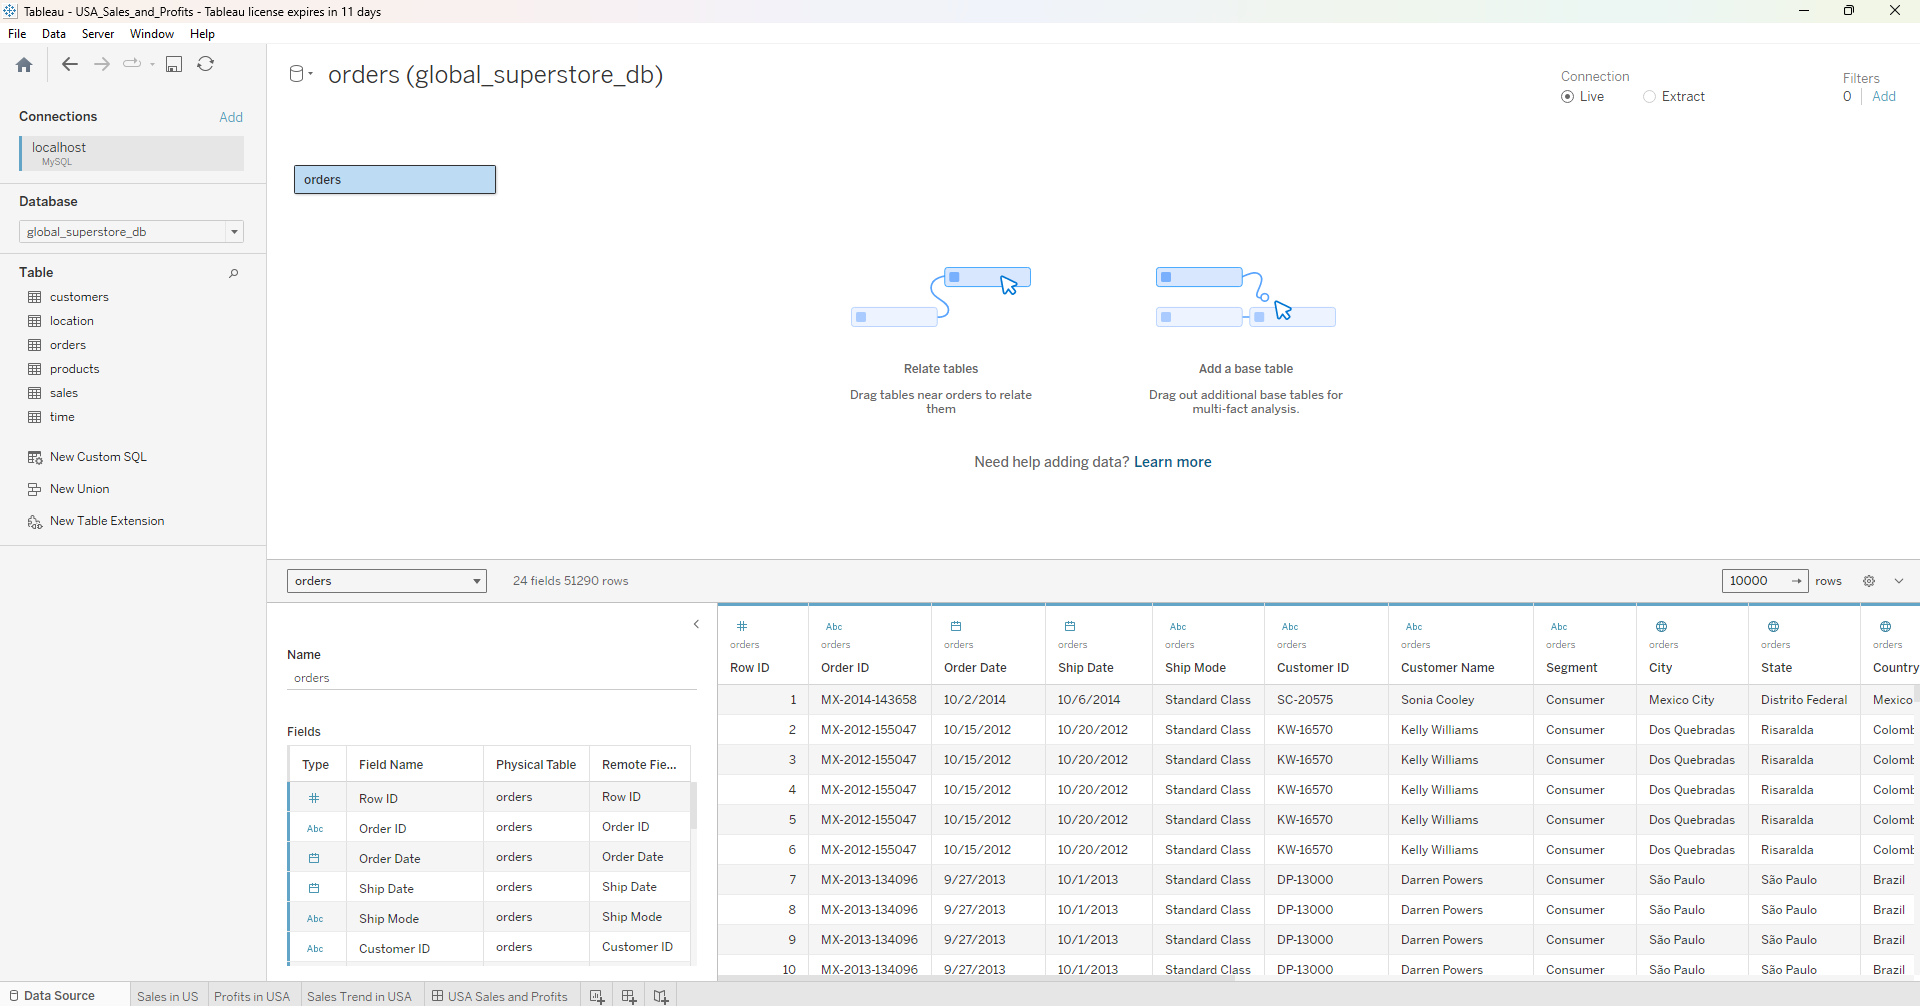 Tableau - USA_Sales_and_Profits - Tableau license expires in 11 days
File Data Server Window Help
Connections Add
localhost
MySQL
Database
global_superstore_db
Table
customers
location
orders
products
sales
time
New Custom SQL
New Union
New Table Extension
orders (global_superstore_db)
Connection
Live Extract
Filters
0 Add
orders
Relate tables
Drag tables near orders to relate
them
Add a base table
Drag out additional base tables for
multi-fact analysis.
Need help adding data? Learn more
orders 24 fields 51290 rows 10000 → rows
Name
orders
Fields
Type Field Name Physical Table Remote Fie...
# Row ID orders Row ID
Abc Order ID orders Order ID
Order Date orders Order Date
Ship Date orders Ship Date
Abc Ship Mode orders Ship Mode
Abc Customer ID orders Customer ID
# Abc Abc Abc Abc Abc
orders orders orders orders orders orders orders orders orders orders orders
Row ID Order ID Order Date Ship Date Ship Mode Customer ID Customer Name Segment City State Country
1 MX-2014-143658 10/2/2014 10/6/2014 Standard Class SC-20575 Sonia Cooley Consumer Mexico City Distrito Federal Mexico
2 MX-2012-155047 10/15/2012 10/20/2012 Standard Class KW-16570 Kelly Williams Consumer Dos Quebradas Risaralda Colomb
3 MX-2012-155047 10/15/2012 10/20/2012 Standard Class KW-16570 Kelly Williams Consumer Dos Quebradas Risaralda Colomb
4 MX-2012-155047 10/15/2012 10/20/2012 Standard Class KW-16570 Kelly Williams Consumer Dos Quebradas Risaralda Colomb
5 MX-2012-155047 10/15/2012 10/20/2012 Standard Class KW-16570 Kelly Williams Consumer Dos Quebradas Risaralda Colomb
6 MX-2012-155047 10/15/2012 10/20/2012 Standard Class KW-16570 Kelly Williams Consumer Dos Quebradas Risaralda Colomb
7 MX-2013-134096 9/27/2013 10/1/2013 Standard Class DP-13000 Darren Powers Consumer São Paulo São Paulo Brazil
8 MX-2013-134096 9/27/2013 10/1/2013 Standard Class DP-13000 Darren Powers Consumer São Paulo São Paulo Brazil
9 MX-2013-134096 9/27/2013 10/1/2013 Standard Class DP-13000 Darren Powers Consumer São Paulo São Paulo Brazil
10 MX-2013-134096 9/27/2013 10/1/2013 Standard Class DP-13000 Darren Powers Consumer São Paulo São Paulo Brazil
Data Source Sales in US Profits in USA Sales Trend in USA USA Sales and Profits